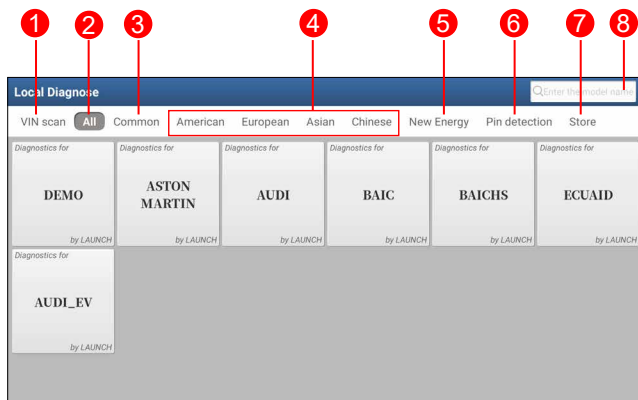 1 2 3 4 5 6 7 8
Local Diagnose Enter the model name
VIN scan All Common American European Asian Chinese New Energy Pin detection Store
Diagnostics for Diagnostics for Diagnostics for Diagnostics for Diagnostics for Diagnostics for
DEMO ASTON MARTIN AUDI BAIC BAICHS ECUAID
by LAUNCH by LAUNCH by LAUNCH by LAUNCH by LAUNCH by LAUNCH
Diagnostics for
AUDI_EV
by LAUNCH